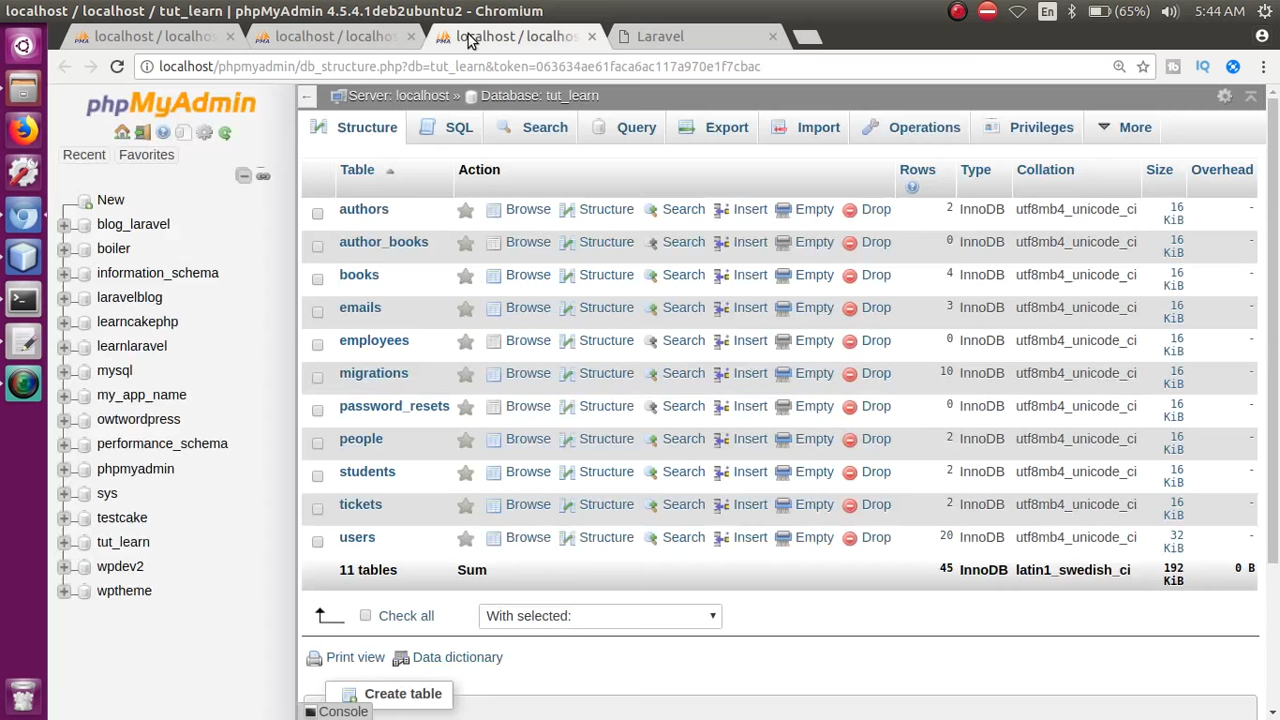 localhost / localhost / tut_learn | phpMyAdmin 4.5.4.1deb2ubuntu2 - Chromium
En
(65%)
5:44 AM
localhost / localhos
localhost / localhos
localhost / localhos
Laravel
localhost/phpmyadmin/db_structure.php?db=tut_learn&token=063634ae61faca6ac117a970e1f7cbac
phpMyAdmin
Recent
Favorites
New
blog_laravel
boiler
information_schema
laravelblog
learncakephp
learnlaravel
mysql
my_app_name
owtwordpress
performance_schema
phpmyadmin
sys
testcake
tut_learn
wpdev2
wptheme
Server: localhost » Database: tut_learn
Structure SQL Search Query Export Import Operations Privileges More
Table Action Rows Type Collation Size Overhead
authors Browse Structure Search Insert Empty Drop 2 InnoDB utf8mb4_unicode_ci 16 KiB -
author_books Browse Structure Search Insert Empty Drop 0 InnoDB utf8mb4_unicode_ci 16 KiB -
books Browse Structure Search Insert Empty Drop 4 InnoDB utf8mb4_unicode_ci 16 KiB -
emails Browse Structure Search Insert Empty Drop 3 InnoDB utf8mb4_unicode_ci 16 KiB -
employees Browse Structure Search Insert Empty Drop 0 InnoDB utf8mb4_unicode_ci 16 KiB -
migrations Browse Structure Search Insert Empty Drop 10 InnoDB utf8mb4_unicode_ci 16 KiB -
password_resets Browse Structure Search Insert Empty Drop 0 InnoDB utf8mb4_unicode_ci 16 KiB -
people Browse Structure Search Insert Empty Drop 2 InnoDB utf8mb4_unicode_ci 16 KiB -
students Browse Structure Search Insert Empty Drop 2 InnoDB utf8mb4_unicode_ci 16 KiB -
tickets Browse Structure Search Insert Empty Drop 2 InnoDB utf8mb4_unicode_ci 16 KiB -
users Browse Structure Search Insert Empty Drop 20 InnoDB utf8mb4_unicode_ci 32 KiB -
11 tables Sum 45 InnoDB latin1_swedish_ci 192 KiB 0 B
Check all
With selected:
Print view
Data dictionary
Create table
Console